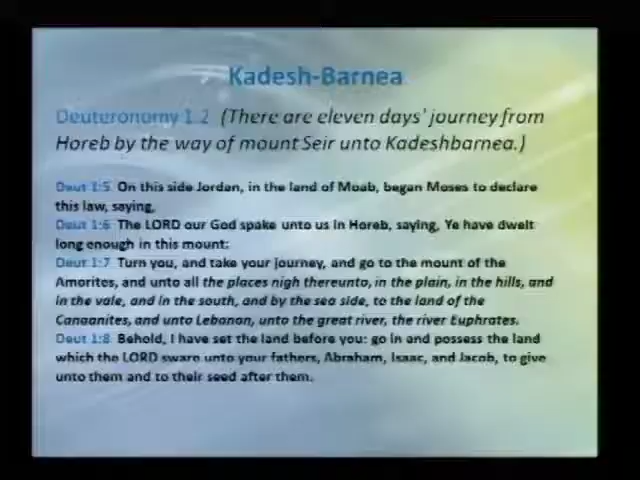 Kadesh-Barnea
Deuteronomy 1:2 (There are eleven days' journey from
Horeb by the way of mount Seir unto Kadeshbarnea.)
Deut 1:5 On this side Jordan, in the land of Moab, began Moses to declare
this law, saying,
Deut 1:6 The LORD our God spake unto us in Horeb, saying, Ye have dwelt
long enough in this mount:
Deut 1:7 Turn you, and take your journey, and go to the mount of the
Amorites, and unto all the places nigh thereunto, in the plain, in the hills, and
in the vale, and in the south, and by the sea side, to the land of the
Canaanites, and unto Lebanon, unto the great river, the river Euphrates.
Deut 1:8 Behold, I have set the land before you: go in and possess the land
which the LORD sware unto your fathers, Abraham, Isaac, and Jacob, to give
unto them and to their seed after them.